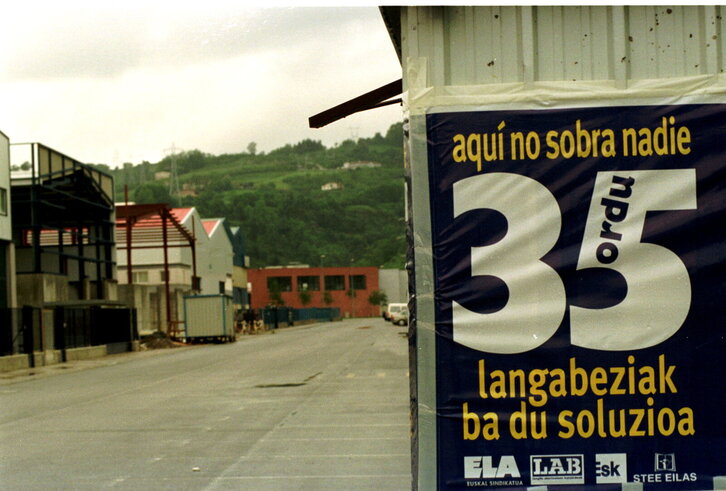 aquí no sobra nadie
35
ordu
langabeziak
ba du soluzioa
ELA LAB Esk STEE EILAS
EUSKAL SINDIKATUA